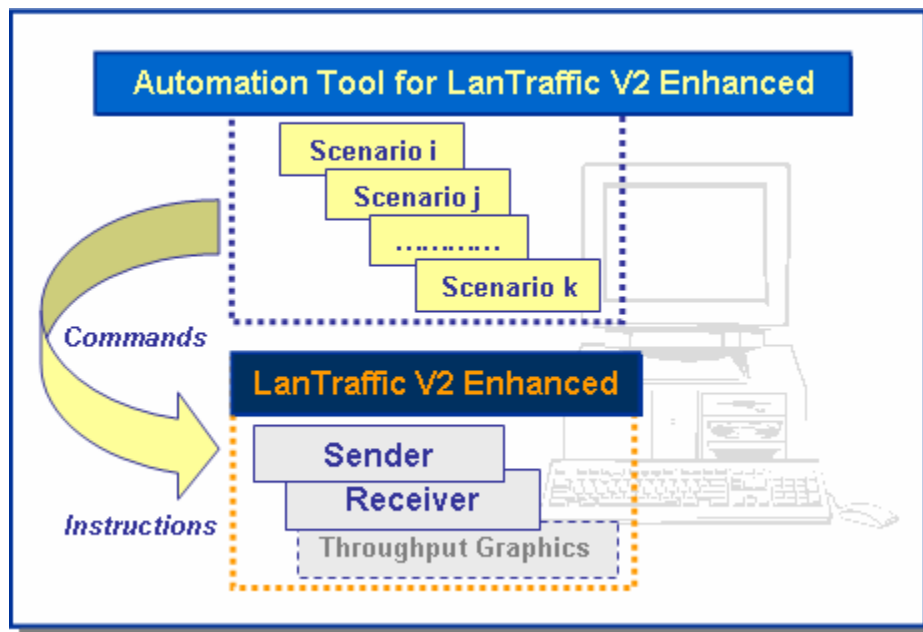 Automation Tool for LanTraffic V2 Enhanced
Scenario i
Scenario j
.............
Scenario k
Commands
LanTraffic V2 Enhanced
Sender
Receiver
Instructions
Throughput Graphics